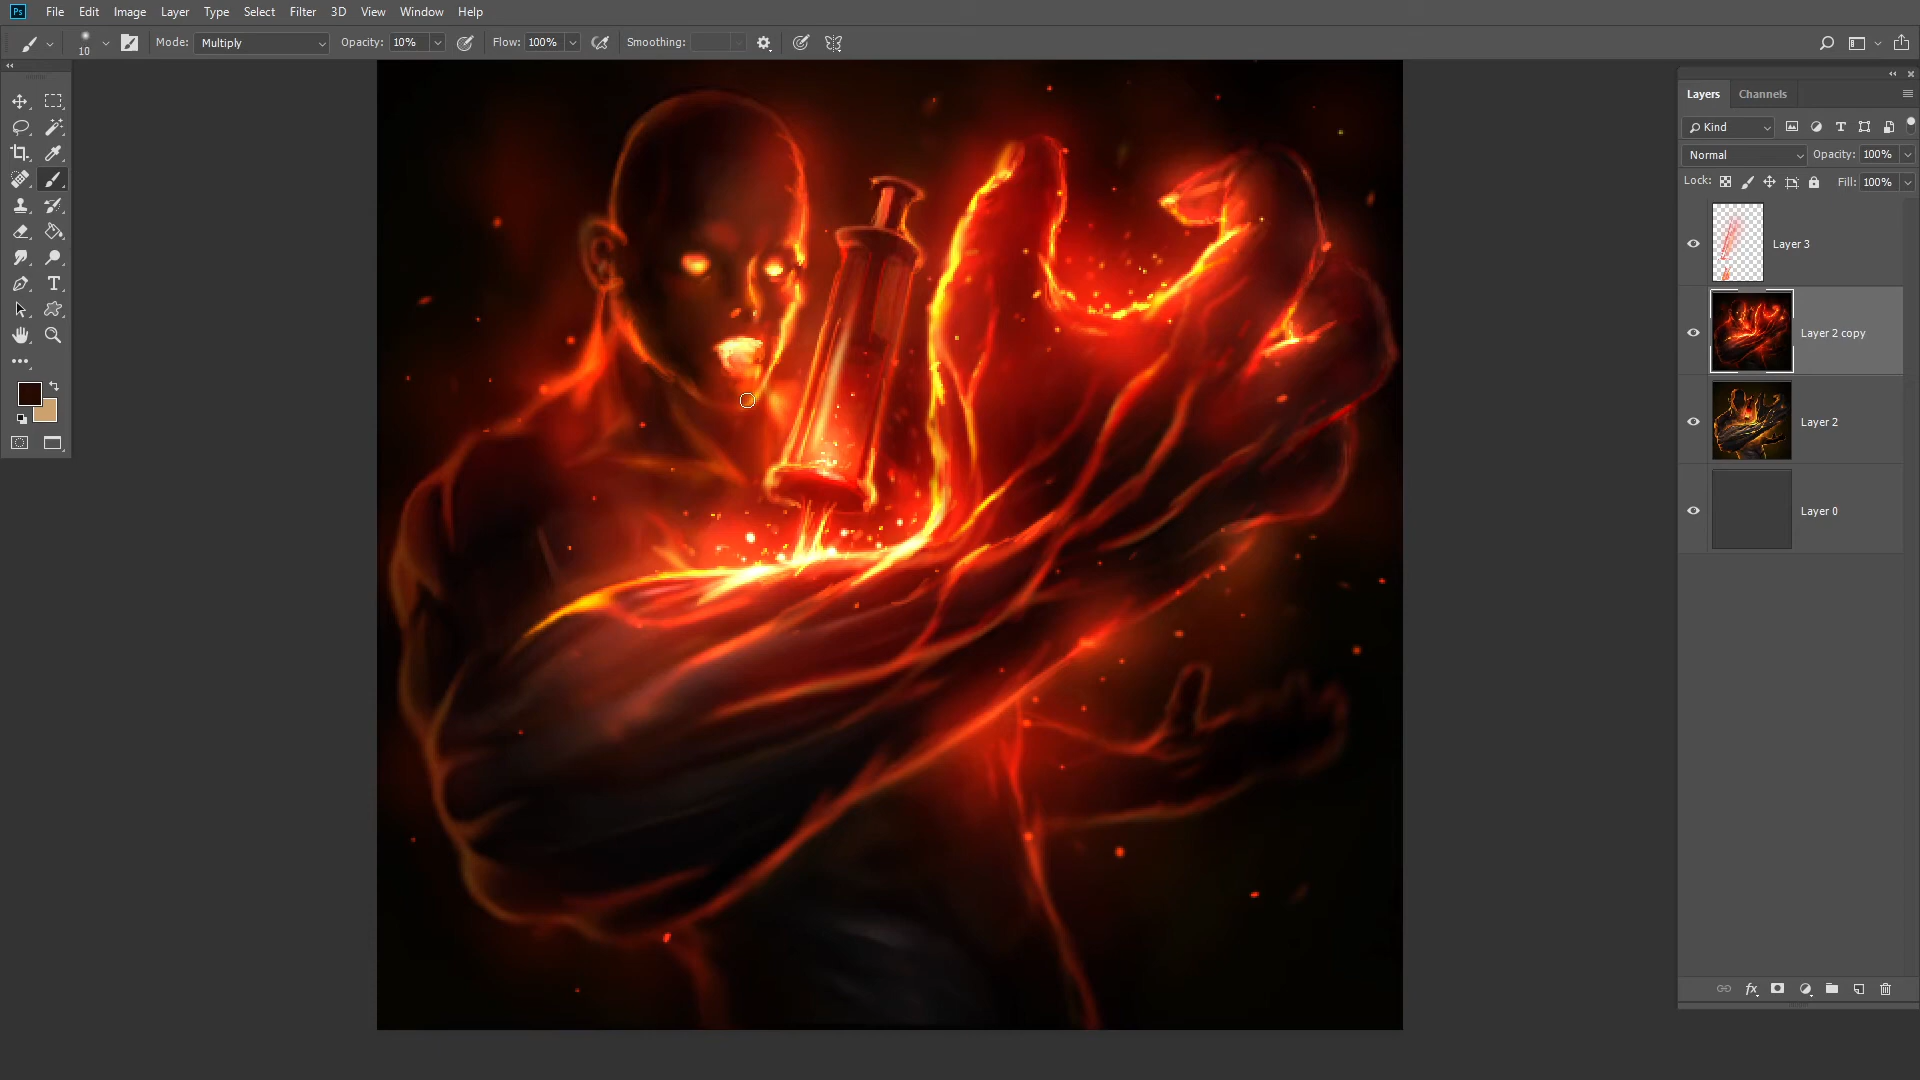 Ps File Edit Image Layer Type Select Filter 3D View Window Help
10 Mode: Multiply Opacity: 10% Flow: 100% Smoothing:
Layers Channels
Kind
Normal Opacity: 100%
Lock: Fill: 100%
Layer 3
Layer 2 copy
Layer 2
Layer 0
fx